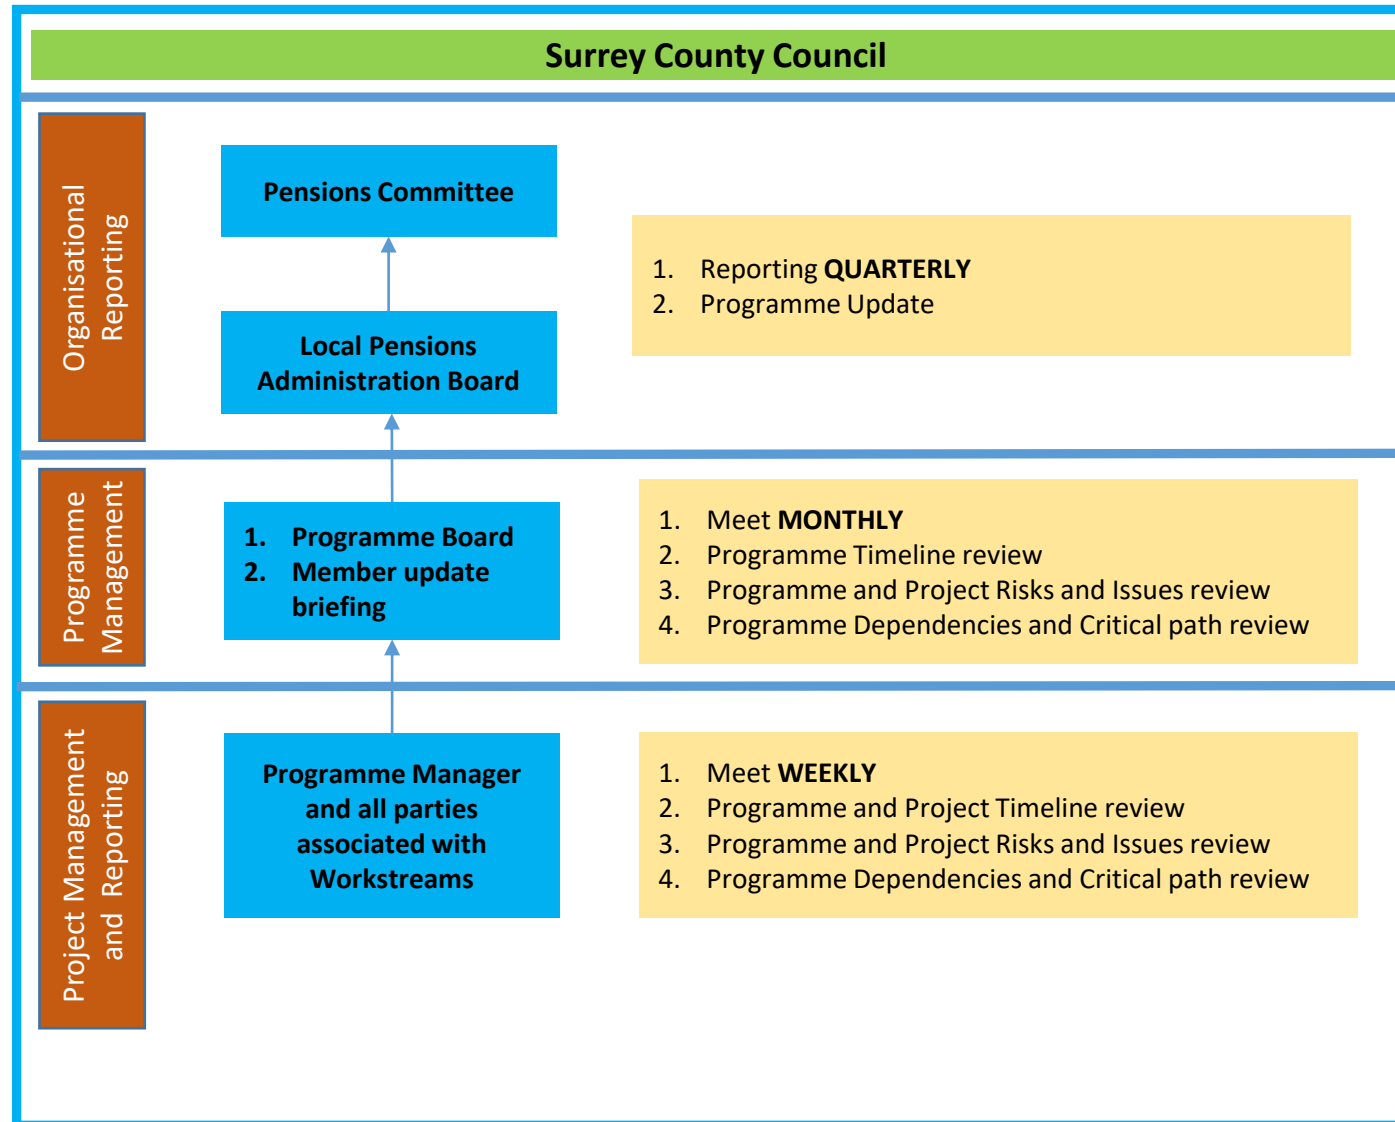 Surrey County Council
Organisational
Reporting
Pensions Committee
Local Pensions
Administration Board
1. Reporting QUARTERLY
2. Programme Update
Programme
Management
1. Programme Board
2. Member update
briefing
1. Meet MONTHLY
2. Programme Timeline review
3. Programme and Project Risks and Issues review
4. Programme Dependencies and Critical path review
Project Management
and Reporting
Programme Manager
and all parties
associated with
Workstreams
1. Meet WEEKLY
2. Programme and Project Timeline review
3. Programme and Project Risks and Issues review
4. Programme Dependencies and Critical path review